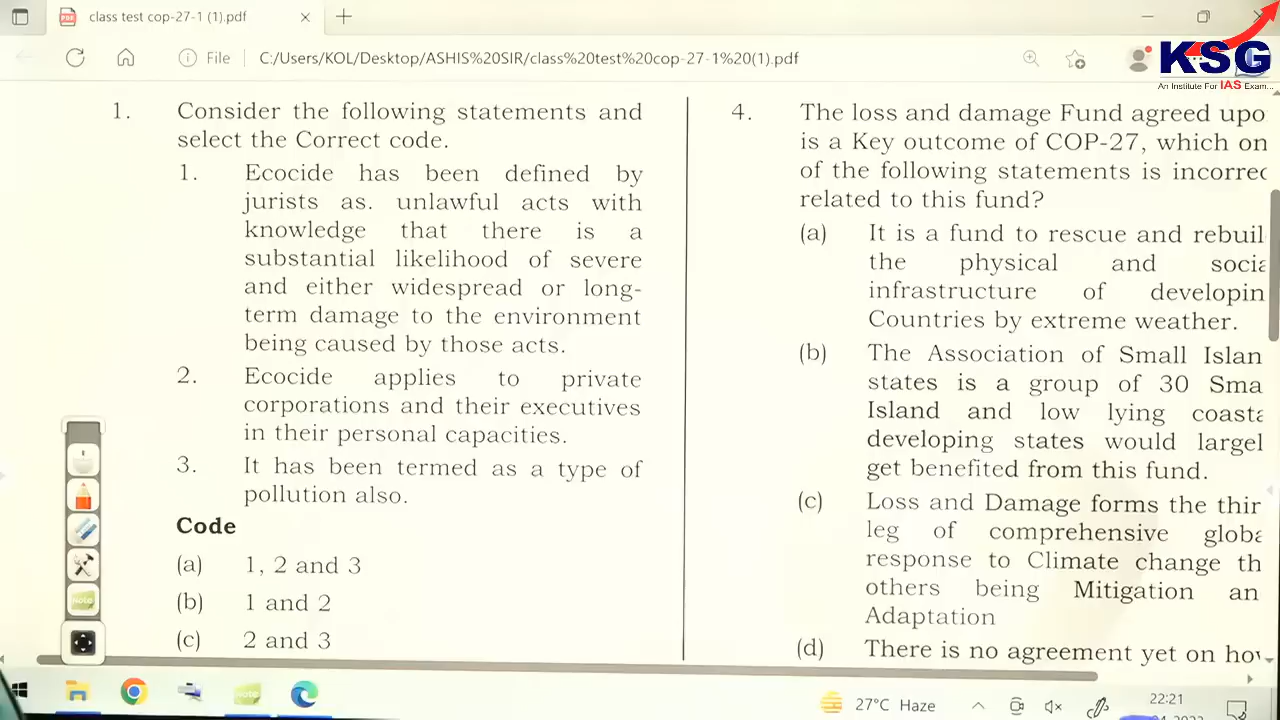 class test cop-27-1 (1).pdf
File
C:/Users/KOL/Desktop/ASHIS%20SIR/class%20test%20cop-27-1%20(1).pdf
KSG
An Institute For IAS Exam...
1. Consider the following statements and
select the Correct code.
1. Ecocide has been defined by
jurists as. unlawful acts with
knowledge that there is a
substantial likelihood of severe
and either widespread or long-
term damage to the environment
being caused by those acts.
2. Ecocide applies to private
corporations and their executives
in their personal capacities.
3. It has been termed as a type of
pollution also.
Code
(a) 1, 2 and 3
(b) 1 and 2
(c) 2 and 3
4. The loss and damage Fund agreed upo
is a Key outcome of COP-27, which on
of the following statements is incorrec
related to this fund?
(a) It is a fund to rescue and rebuil
the physical and socia
infrastructure of developin
Countries by extreme weather.
(b) The Association of Small Islan
states is a group of 30 Sma
Island and low lying coasta
developing states would largel
get benefited from this fund.
(c) Loss and Damage forms the thir
leg of comprehensive globa
response to Climate change th
others being Mitigation an
Adaptation
(d) There is no agreement yet on how
Note
Note
27°C Haze
22:21